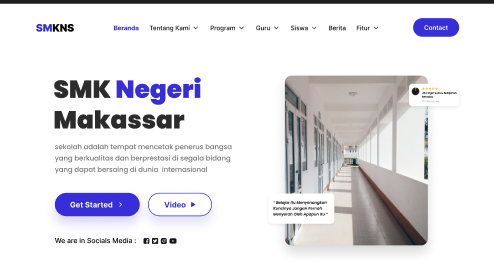 SMKNS
Beranda Tentang Kami Program Guru Siswa Berita Fitur Contact
SMK Negeri
Makassar
sekolah adalah tempat mencetak penerus bangsa
yang berkualitas dan berprestasi di segala bidang
yang dapat bersaing di dunia internasional
Get Started Video
We are in Socials Media :
" Belajar Itu Menyenangkan
Kuncinya Jangan Pernah
Menyerah Oleh Apapun Itu "